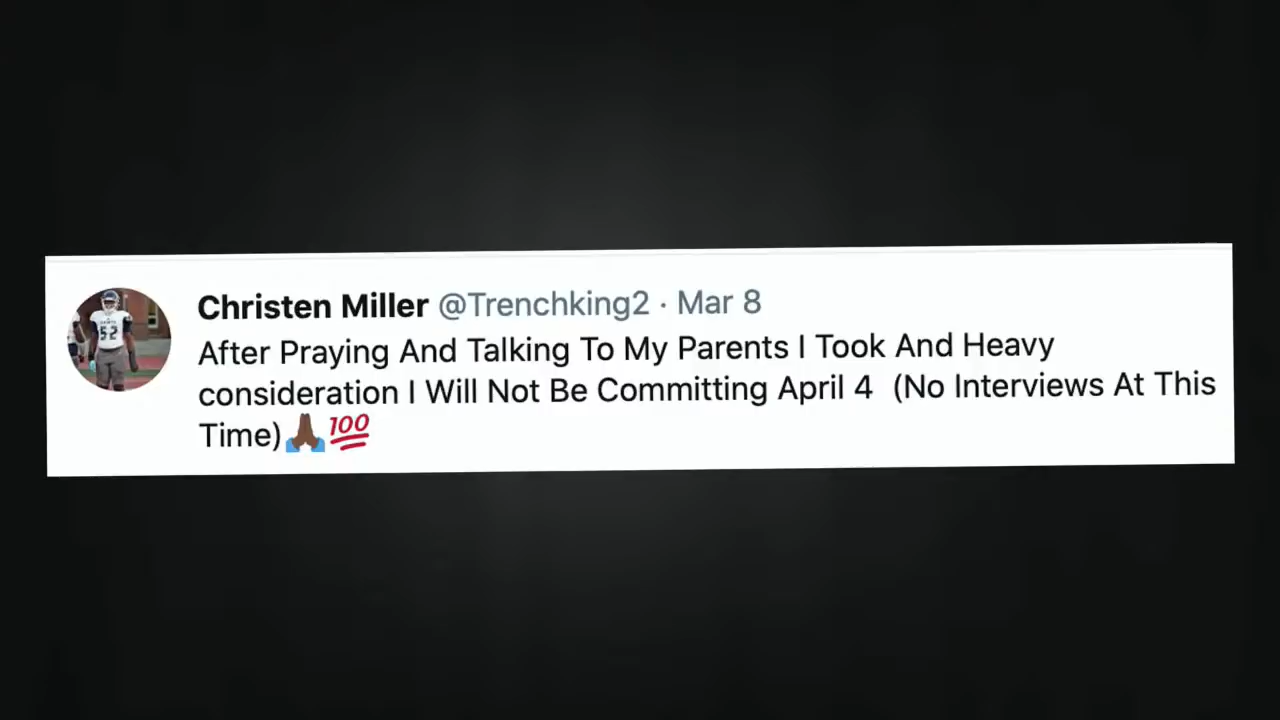 Christen Miller @Trenchking2 · Mar 8
After Praying And Talking To My Parents I Took And Heavy
consideration I Will Not Be Committing April 4 (No Interviews At This
Time)🙏🏾💯
52